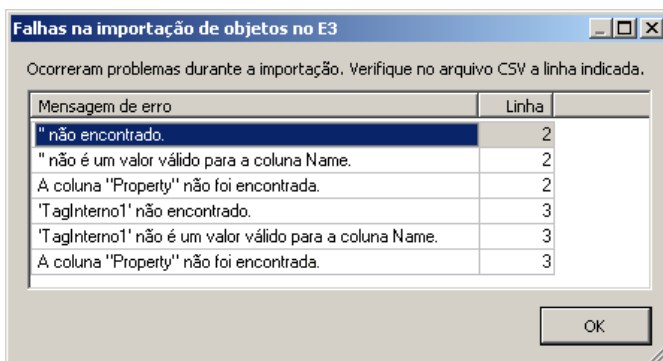 Falhas na importação de objetos no E3
Ocorreram problemas durante a importação. Verifique no arquivo CSV a linha indicada.
Mensagem de erro Linha
'' não encontrado. 2
'' não é um valor válido para a coluna Name. 2
A coluna "Property" não foi encontrada. 2
'TagInterno1' não encontrado. 3
'TagInterno1' não é um valor válido para a coluna Name. 3
A coluna "Property" não foi encontrada. 3
OK